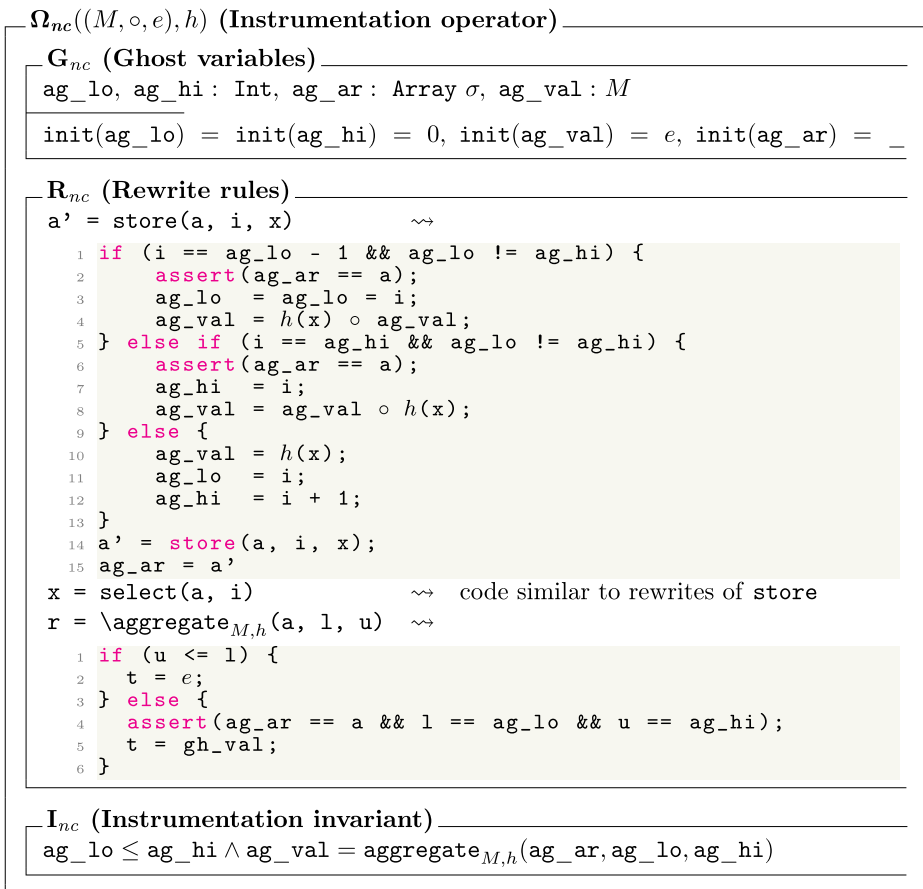 Ω_nc((M, ∘, e), h) (Instrumentation operator)
G_nc (Ghost variables)
ag_lo, ag_hi : Int, ag_ar : Array σ, ag_val : M
init(ag_lo) = init(ag_hi) = 0, init(ag_val) = e, init(ag_ar) = _
R_nc (Rewrite rules)
a’ = store(a, i, x) ⇝
1 if (i == ag_lo - 1 && ag_lo != ag_hi) {
2 assert(ag_ar == a);
3 ag_lo = ag_lo = i;
4 ag_val = h(x) ∘ ag_val;
5 } else if (i == ag_hi && ag_lo != ag_hi) {
6 assert(ag_ar == a);
7 ag_hi = i;
8 ag_val = ag_val ∘ h(x);
9 } else {
10 ag_val = h(x);
11 ag_lo = i;
12 ag_hi = i + 1;
13 }
14 a’ = store(a, i, x);
15 ag_ar = a’
x = select(a, i) ⇝ code similar to rewrites of store
r = \aggregate_M,h(a, l, u) ⇝
1 if (u <= l) {
2 t = e;
3 } else {
4 assert(ag_ar == a && l == ag_lo && u == ag_hi);
5 t = gh_val;
6 }
I_nc (Instrumentation invariant)
ag_lo ≤ ag_hi ∧ ag_val = aggregate_M,h(ag_ar, ag_lo, ag_hi)